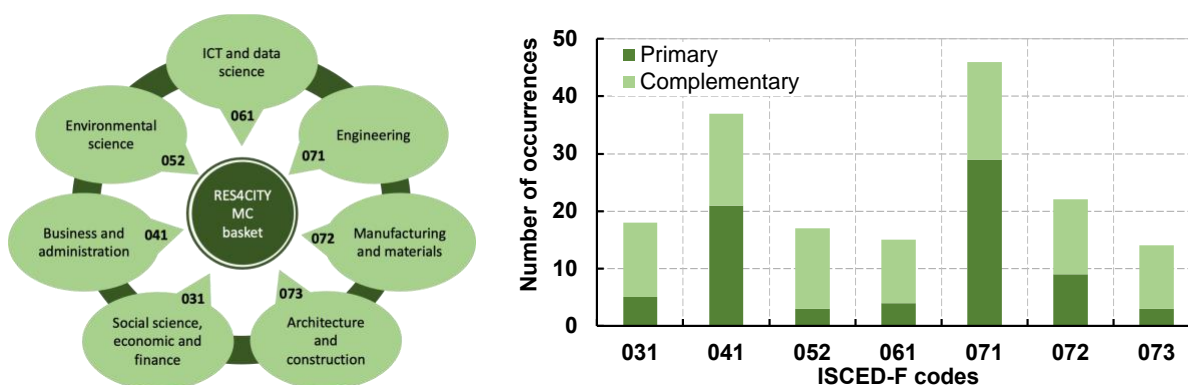 ICT and data
science
061
Environmental
science
052
Engineering
071
RES4CITY
MC
basket
Business and
administration
041
072
Manufacturing
and materials
031
Social science,
economic and
finance
073
Architecture
and
construction
Number of occurrences
50
40
30
20
10
0
Primary
Complementary
031 041 052 061 071 072 073
ISCED-F codes